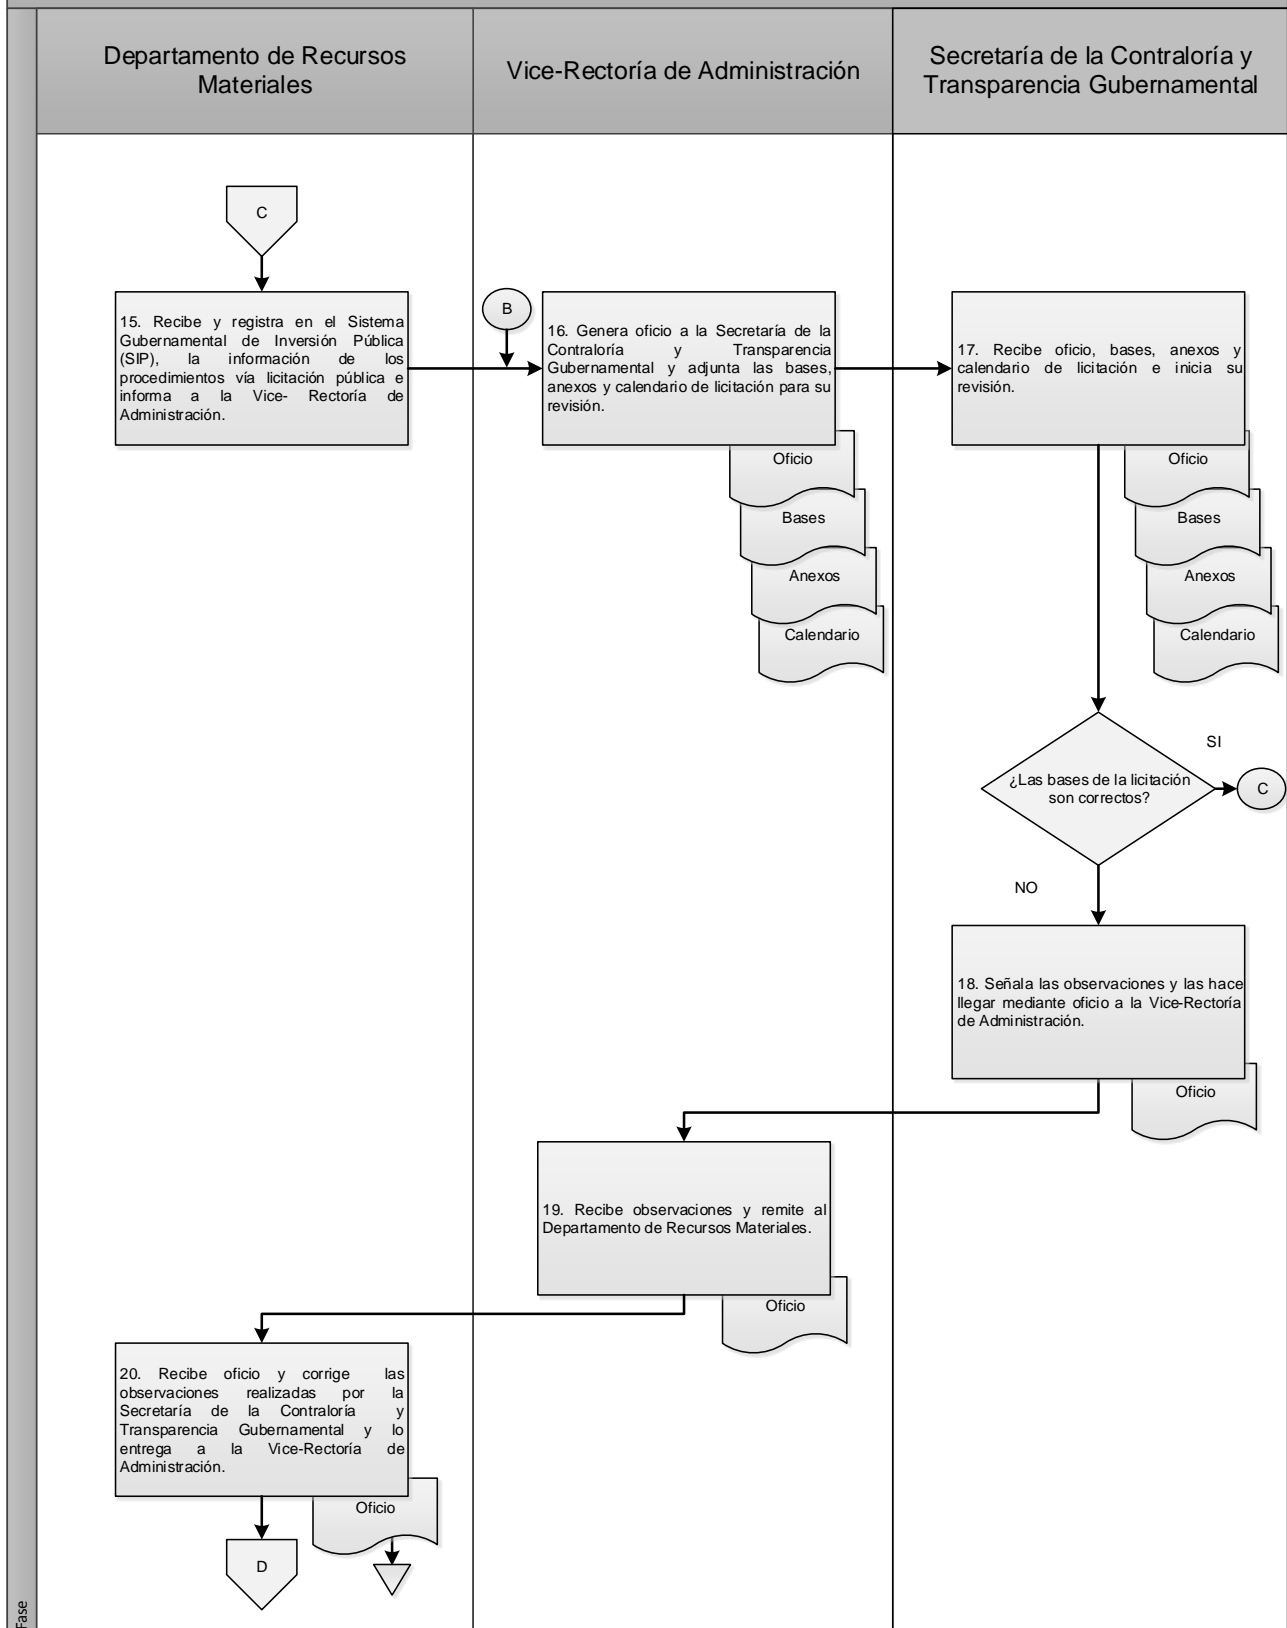 Departamento de Recursos
Materiales
Vice-Rectoría de Administración
Secretaría de la Contraloría y
Transparencia Gubernamental
C
15. Recibe y registra en el Sistema
Gubernamental de Inversión Pública
(SIP), la información de los
procedimientos vía licitación pública e
informa a la Vice- Rectoría de
Administración.
B
16. Genera oficio a la Secretaría de la
Contraloría y Transparencia
Gubernamental y adjunta las bases,
anexos y calendario de licitación para su
revisión.
Oficio
Bases
Anexos
Calendario
17. Recibe oficio, bases, anexos y
calendario de licitación e inicia su
revisión.
Oficio
Bases
Anexos
Calendario
¿Las bases de la licitación
son correctos?
SI
C
NO
18. Señala las observaciones y las hace
llegar mediante oficio a la Vice-Rectoría
de Administración.
Oficio
19. Recibe observaciones y remite al
Departamento de Recursos Materiales.
Oficio
20. Recibe oficio y corrige las
observaciones realizadas por la
Secretaría de la Contraloría y
Transparencia Gubernamental y lo
entrega a la Vice-Rectoría de
Administración.
Oficio
D
Fase